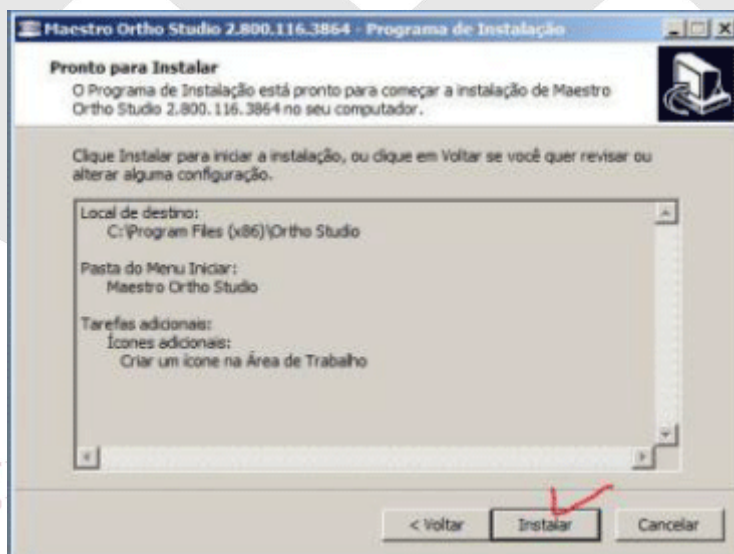 Maestro Ortho Studio 2.800.116.3864 - Programa de Instalação
Pronto para Instalar
O Programa de Instalação está pronto para começar a instalação de Maestro
Ortho Studio 2.800.116.3864 no seu computador.
Clique Instalar para iniciar a instalação, ou clique em Voltar se você quer revisar ou
alterar alguma configuração.
Local de destino:
C:\Program Files (x86)\Ortho Studio
Pasta do Menu Iniciar:
Maestro Ortho Studio
Tarefas adicionais:
Ícones adicionais:
Criar um ícone na Área de Trabalho
< Voltar
Instalar
Cancelar